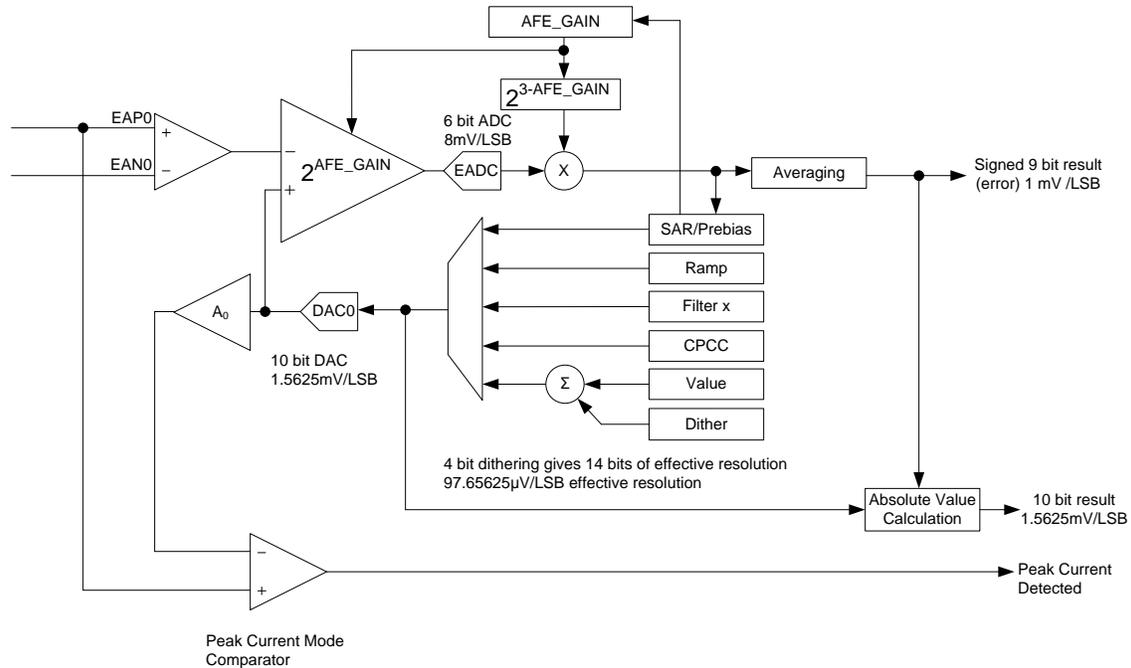 AFE_GAIN
2^3-AFE_GAIN
6 bit ADC
8mV/LSB
EAP0
+
EAN0
−
−
2^AFE_GAIN
+
EADC
X
Averaging
Signed 9 bit result
(error) 1 mV /LSB
SAR/Prebias
Ramp
Filter x
CPCC
Value
Dither
Σ
A₀
DAC0
10 bit DAC
1.5625mV/LSB
4 bit dithering gives 14 bits of effective resolution
97.65625µV/LSB effective resolution
Absolute Value
Calculation
10 bit result
1.5625mV/LSB
−
+
Peak Current
Detected
Peak Current Mode
Comparator